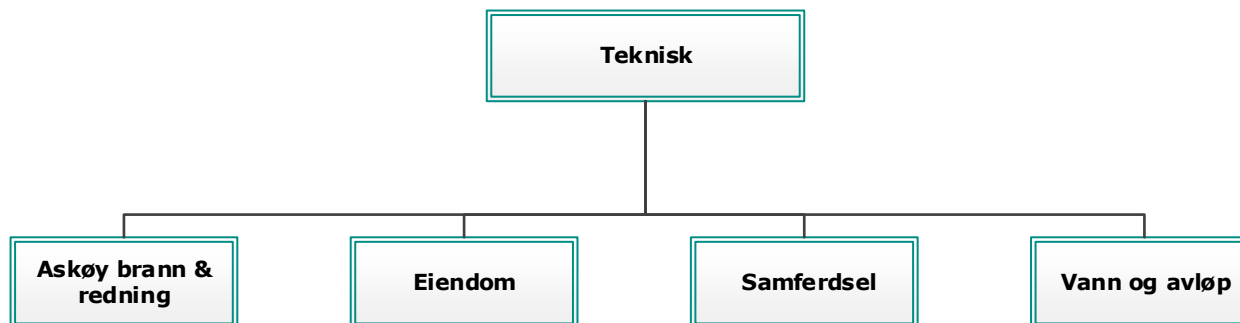 Teknisk
Askøy brann &
redning
Eiendom
Samferdsel
Vann og avløp